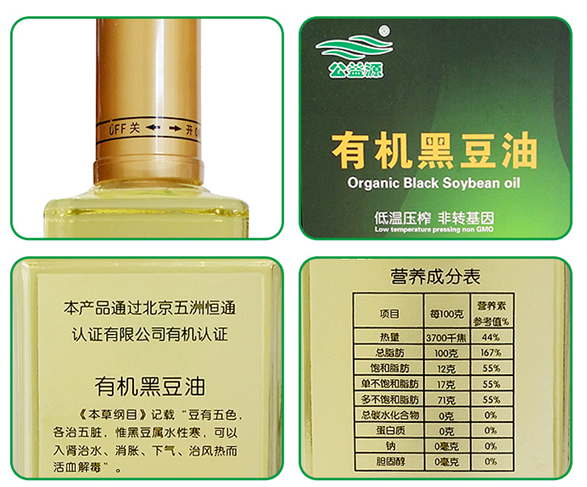 OFF关 ← → 开
公益源
®
有机黑豆油
Organic Black Soybean oil
低温压榨 非转基因
Low temperature pressing non GMO
本产品通过北京五洲恒通
认证有限公司有机认证
有机黑豆油
《本草纲目》记载“豆有五色，
各治五脏，惟黑豆属水性寒，可以
入肾治水、消胀、下气、治风热而
活血解毒”。
营养成分表
项目 每100克 营养素参考值%
热量 3700千焦 44%
总脂肪 100克 167%
饱和脂肪 12克 55%
单不饱和脂肪 17克 55%
多不饱和脂肪 71克 55%
总碳水化合物 0克 0%
蛋白质 0克 0%
钠 0毫克 0%
胆固醇 0毫克 0%